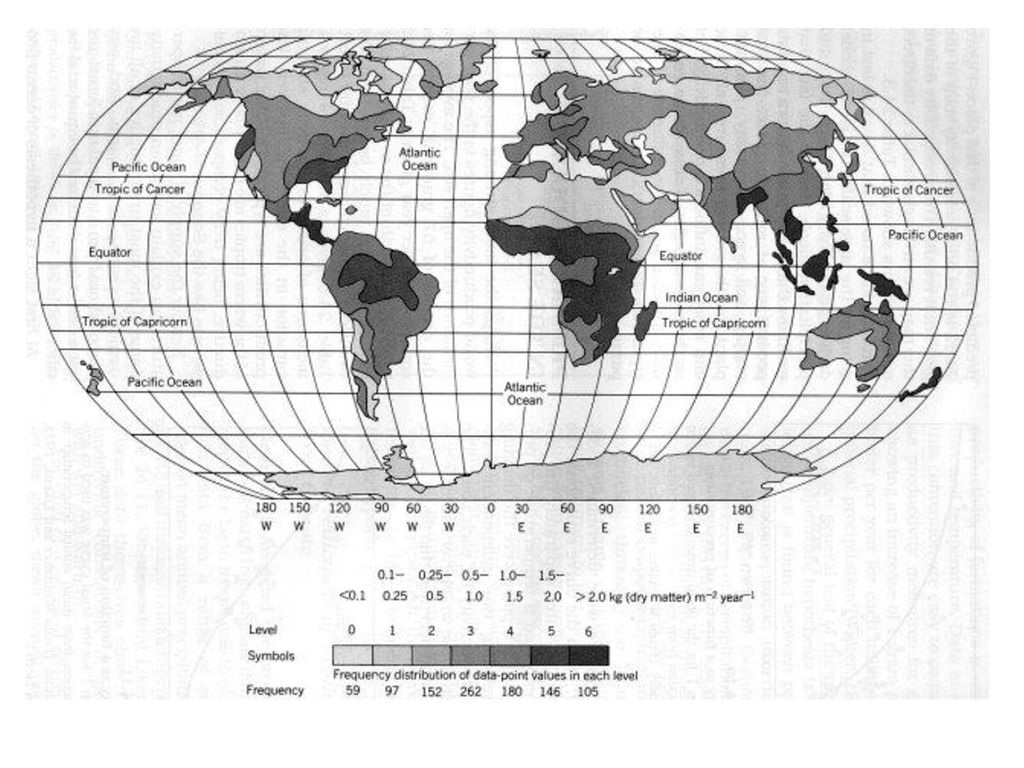 Pacific Ocean
Tropic of Cancer
Atlantic
Ocean
Tropic of Cancer
Pacific Ocean
Equator
Equator
Indian Ocean
Tropic of Capricorn
Tropic of Capricorn
Pacific Ocean
Atlantic
Ocean
180 150 120 90 60 30 0 30 60 90 120 150 180
W W W W W W E E E E E E
0.1– 0.25– 0.5– 1.0– 1.5–
<0.1 0.25 0.5 1.0 1.5 2.0 >2.0 kg (dry matter) m⁻² year⁻¹
Level 0 1 2 3 4 5 6
Symbols
Frequency distribution of data-point values in each level
Frequency 59 97 152 262 180 146 105